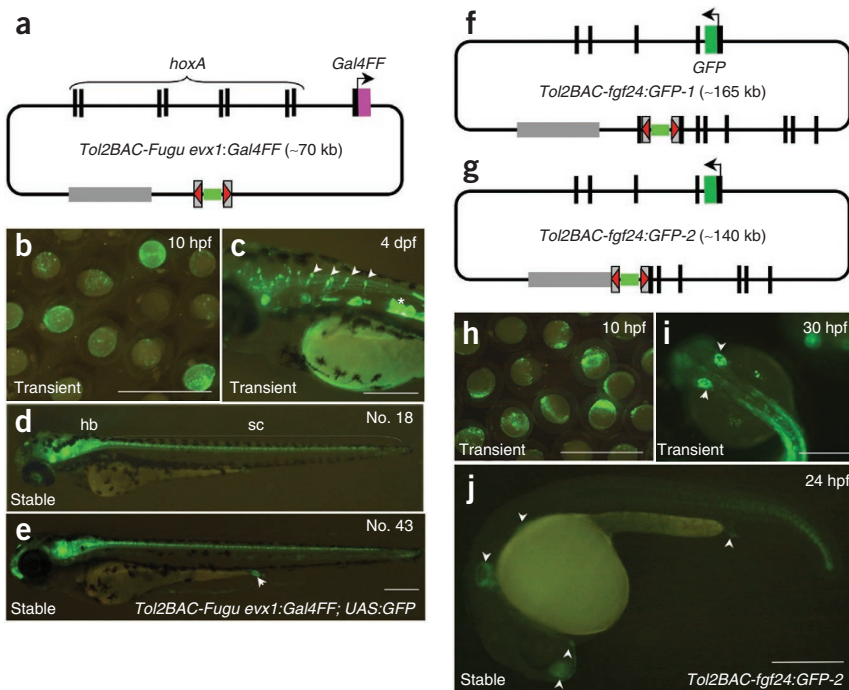 a
hoxA
Gal4FF
Tol2BAC-Fugu evx1:Gal4FF (~70 kb)
b
10 hpf
Transient
c
4 dpf
*
Transient
d
hb
sc
No. 18
Stable
e
No. 43
Stable
Tol2BAC-Fugu evx1:Gal4FF; UAS:GFP
f
GFP
Tol2BAC-fgf24:GFP-1 (~165 kb)
g
Tol2BAC-fgf24:GFP-2 (~140 kb)
h
10 hpf
Transient
i
30 hpf
Transient
j
24 hpf
Stable
Tol2BAC-fgf24:GFP-2